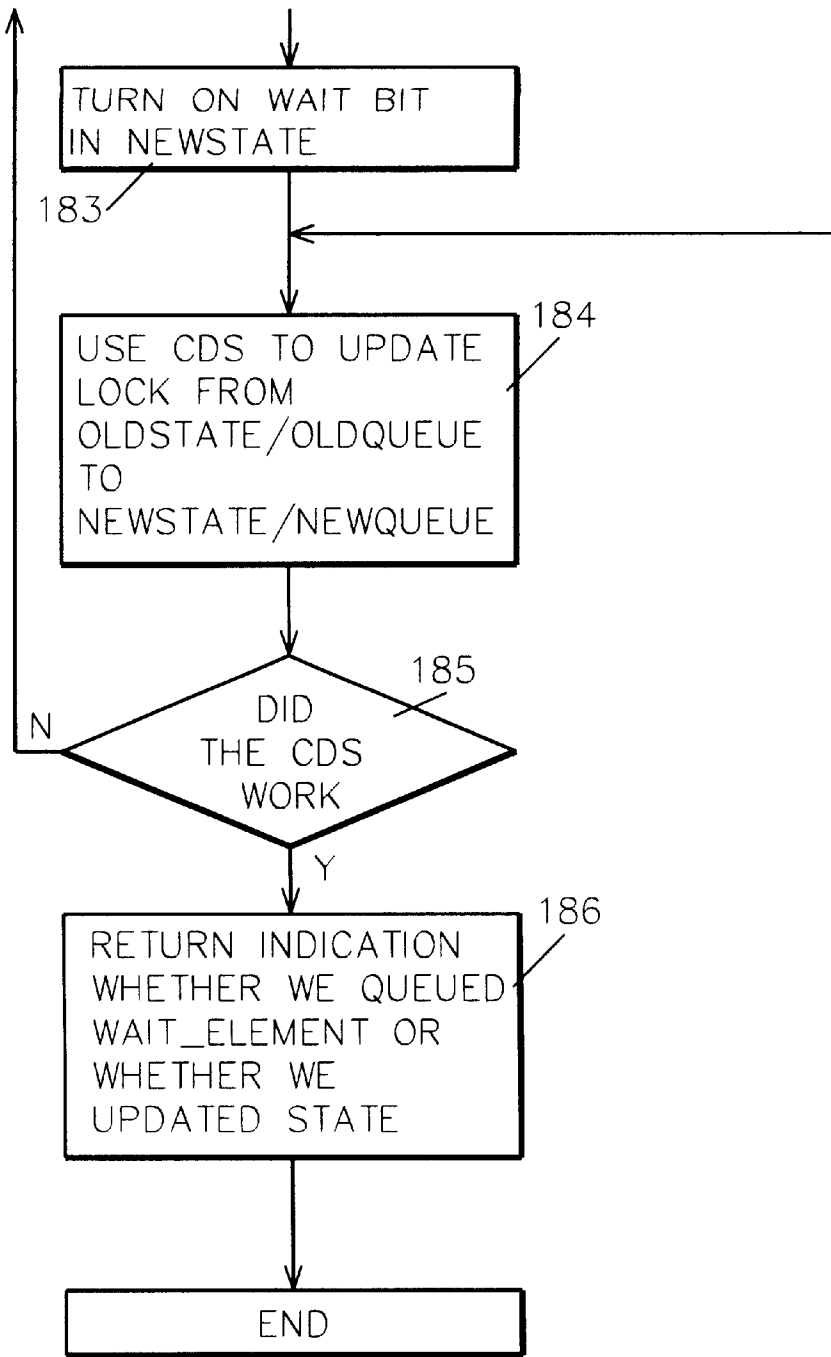 TURN ON WAIT BIT
IN NEWSTATE
183
184
USE CDS TO UPDATE
LOCK FROM
OLDSTATE/OLDQUEUE
TO
NEWSTATE/NEWQUEUE
185
DID
THE CDS
WORK
N
Y
186
RETURN INDICATION
WHETHER WE QUEUED
WAIT_ELEMENT OR
WHETHER WE
UPDATED STATE
END